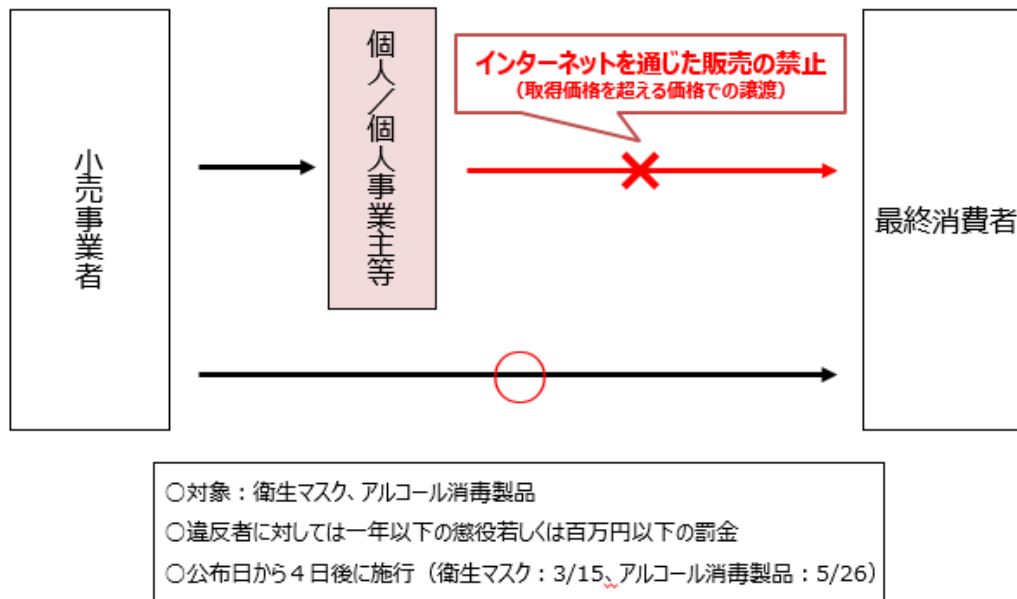 小売事業者
個人／個人事業主等
インターネットを通じた販売の禁止
（取得価格を超える価格での譲渡）
最終消費者
○対象：衛生マスク、アルコール消毒製品
○違反者に対しては一年以下の懲役若しくは百万円以下の罰金
○公布日から４日後に施行（衛生マスク：3/15、アルコール消毒製品：5/26）